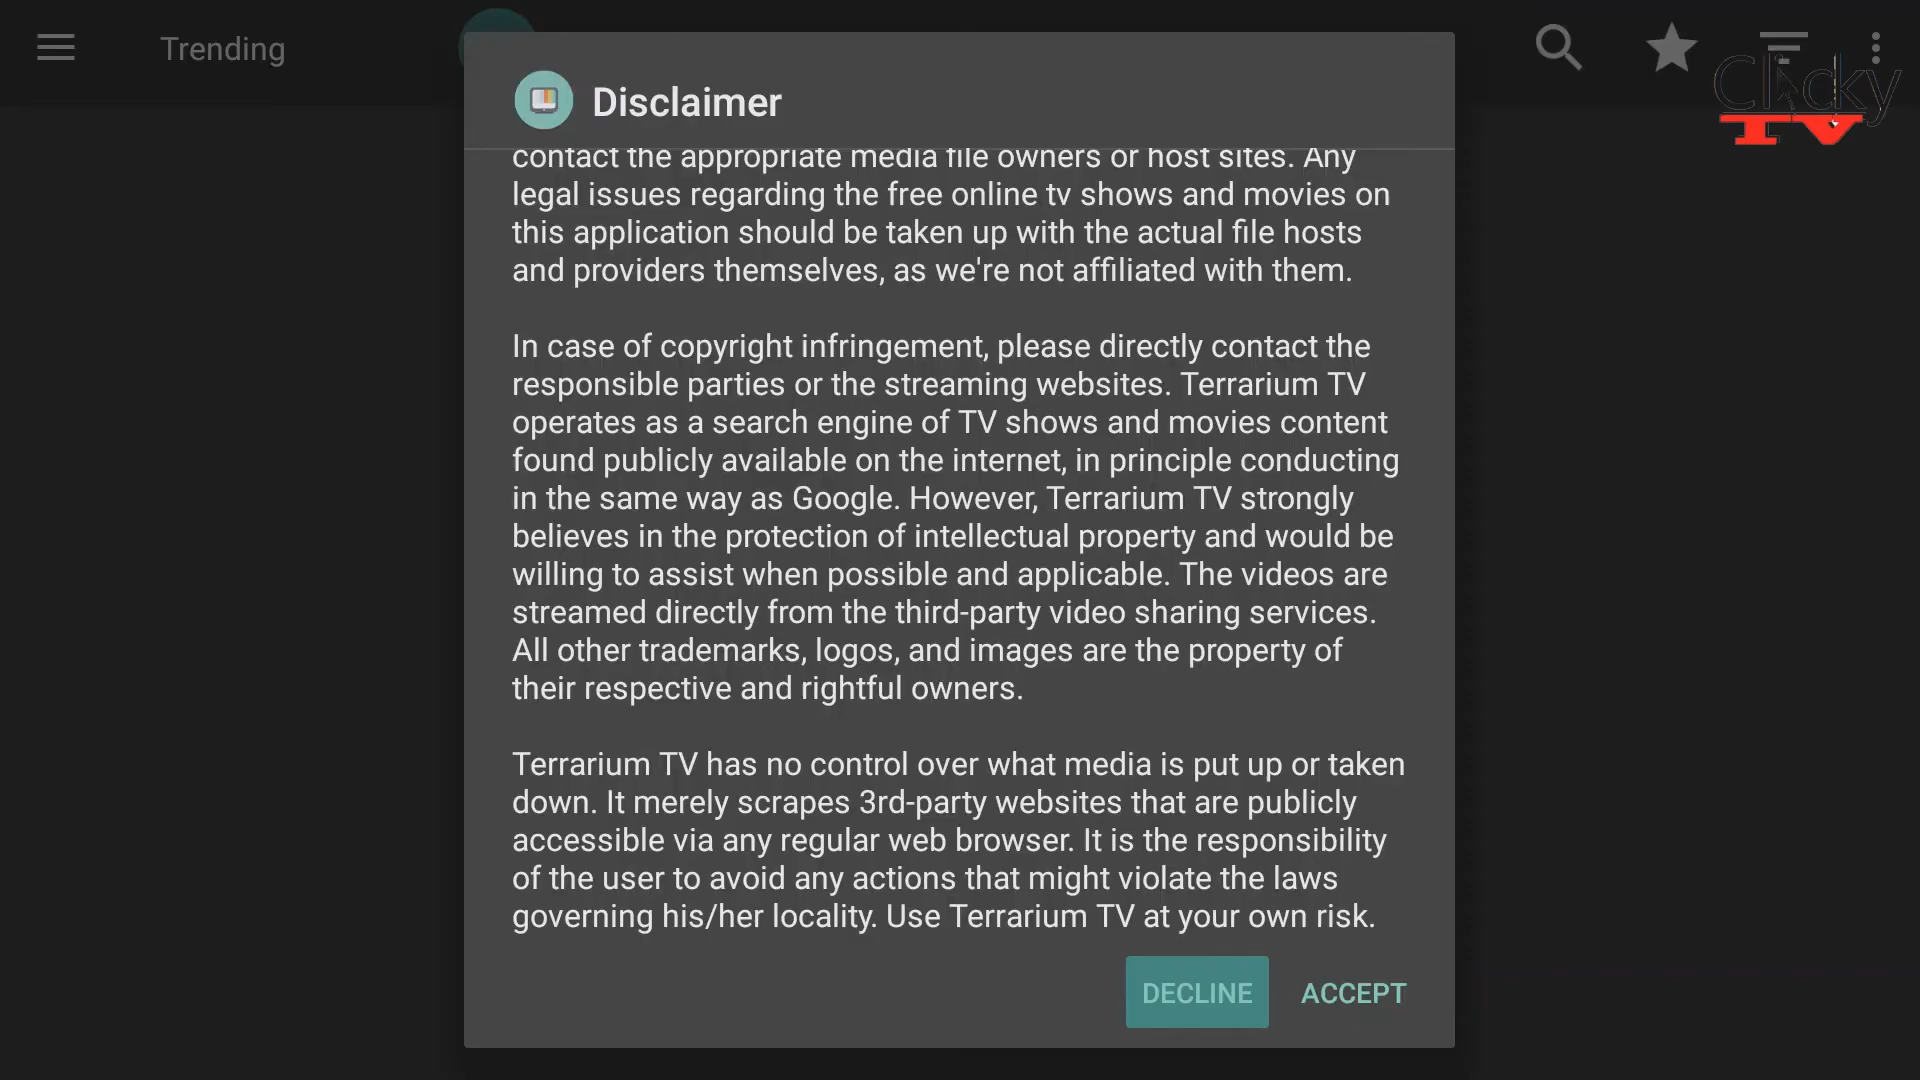 Trending
Clicky
TV
Disclaimer
contact the appropriate media file owners or host sites. Any
legal issues regarding the free online tv shows and movies on
this application should be taken up with the actual file hosts
and providers themselves, as we're not affiliated with them.
In case of copyright infringement, please directly contact the
responsible parties or the streaming websites. Terrarium TV
operates as a search engine of TV shows and movies content
found publicly available on the internet, in principle conducting
in the same way as Google. However, Terrarium TV strongly
believes in the protection of intellectual property and would be
willing to assist when possible and applicable. The videos are
streamed directly from the third-party video sharing services.
All other trademarks, logos, and images are the property of
their respective and rightful owners.
Terrarium TV has no control over what media is put up or taken
down. It merely scrapes 3rd-party websites that are publicly
accessible via any regular web browser. It is the responsibility
of the user to avoid any actions that might violate the laws
governing his/her locality. Use Terrarium TV at your own risk.
DECLINE ACCEPT